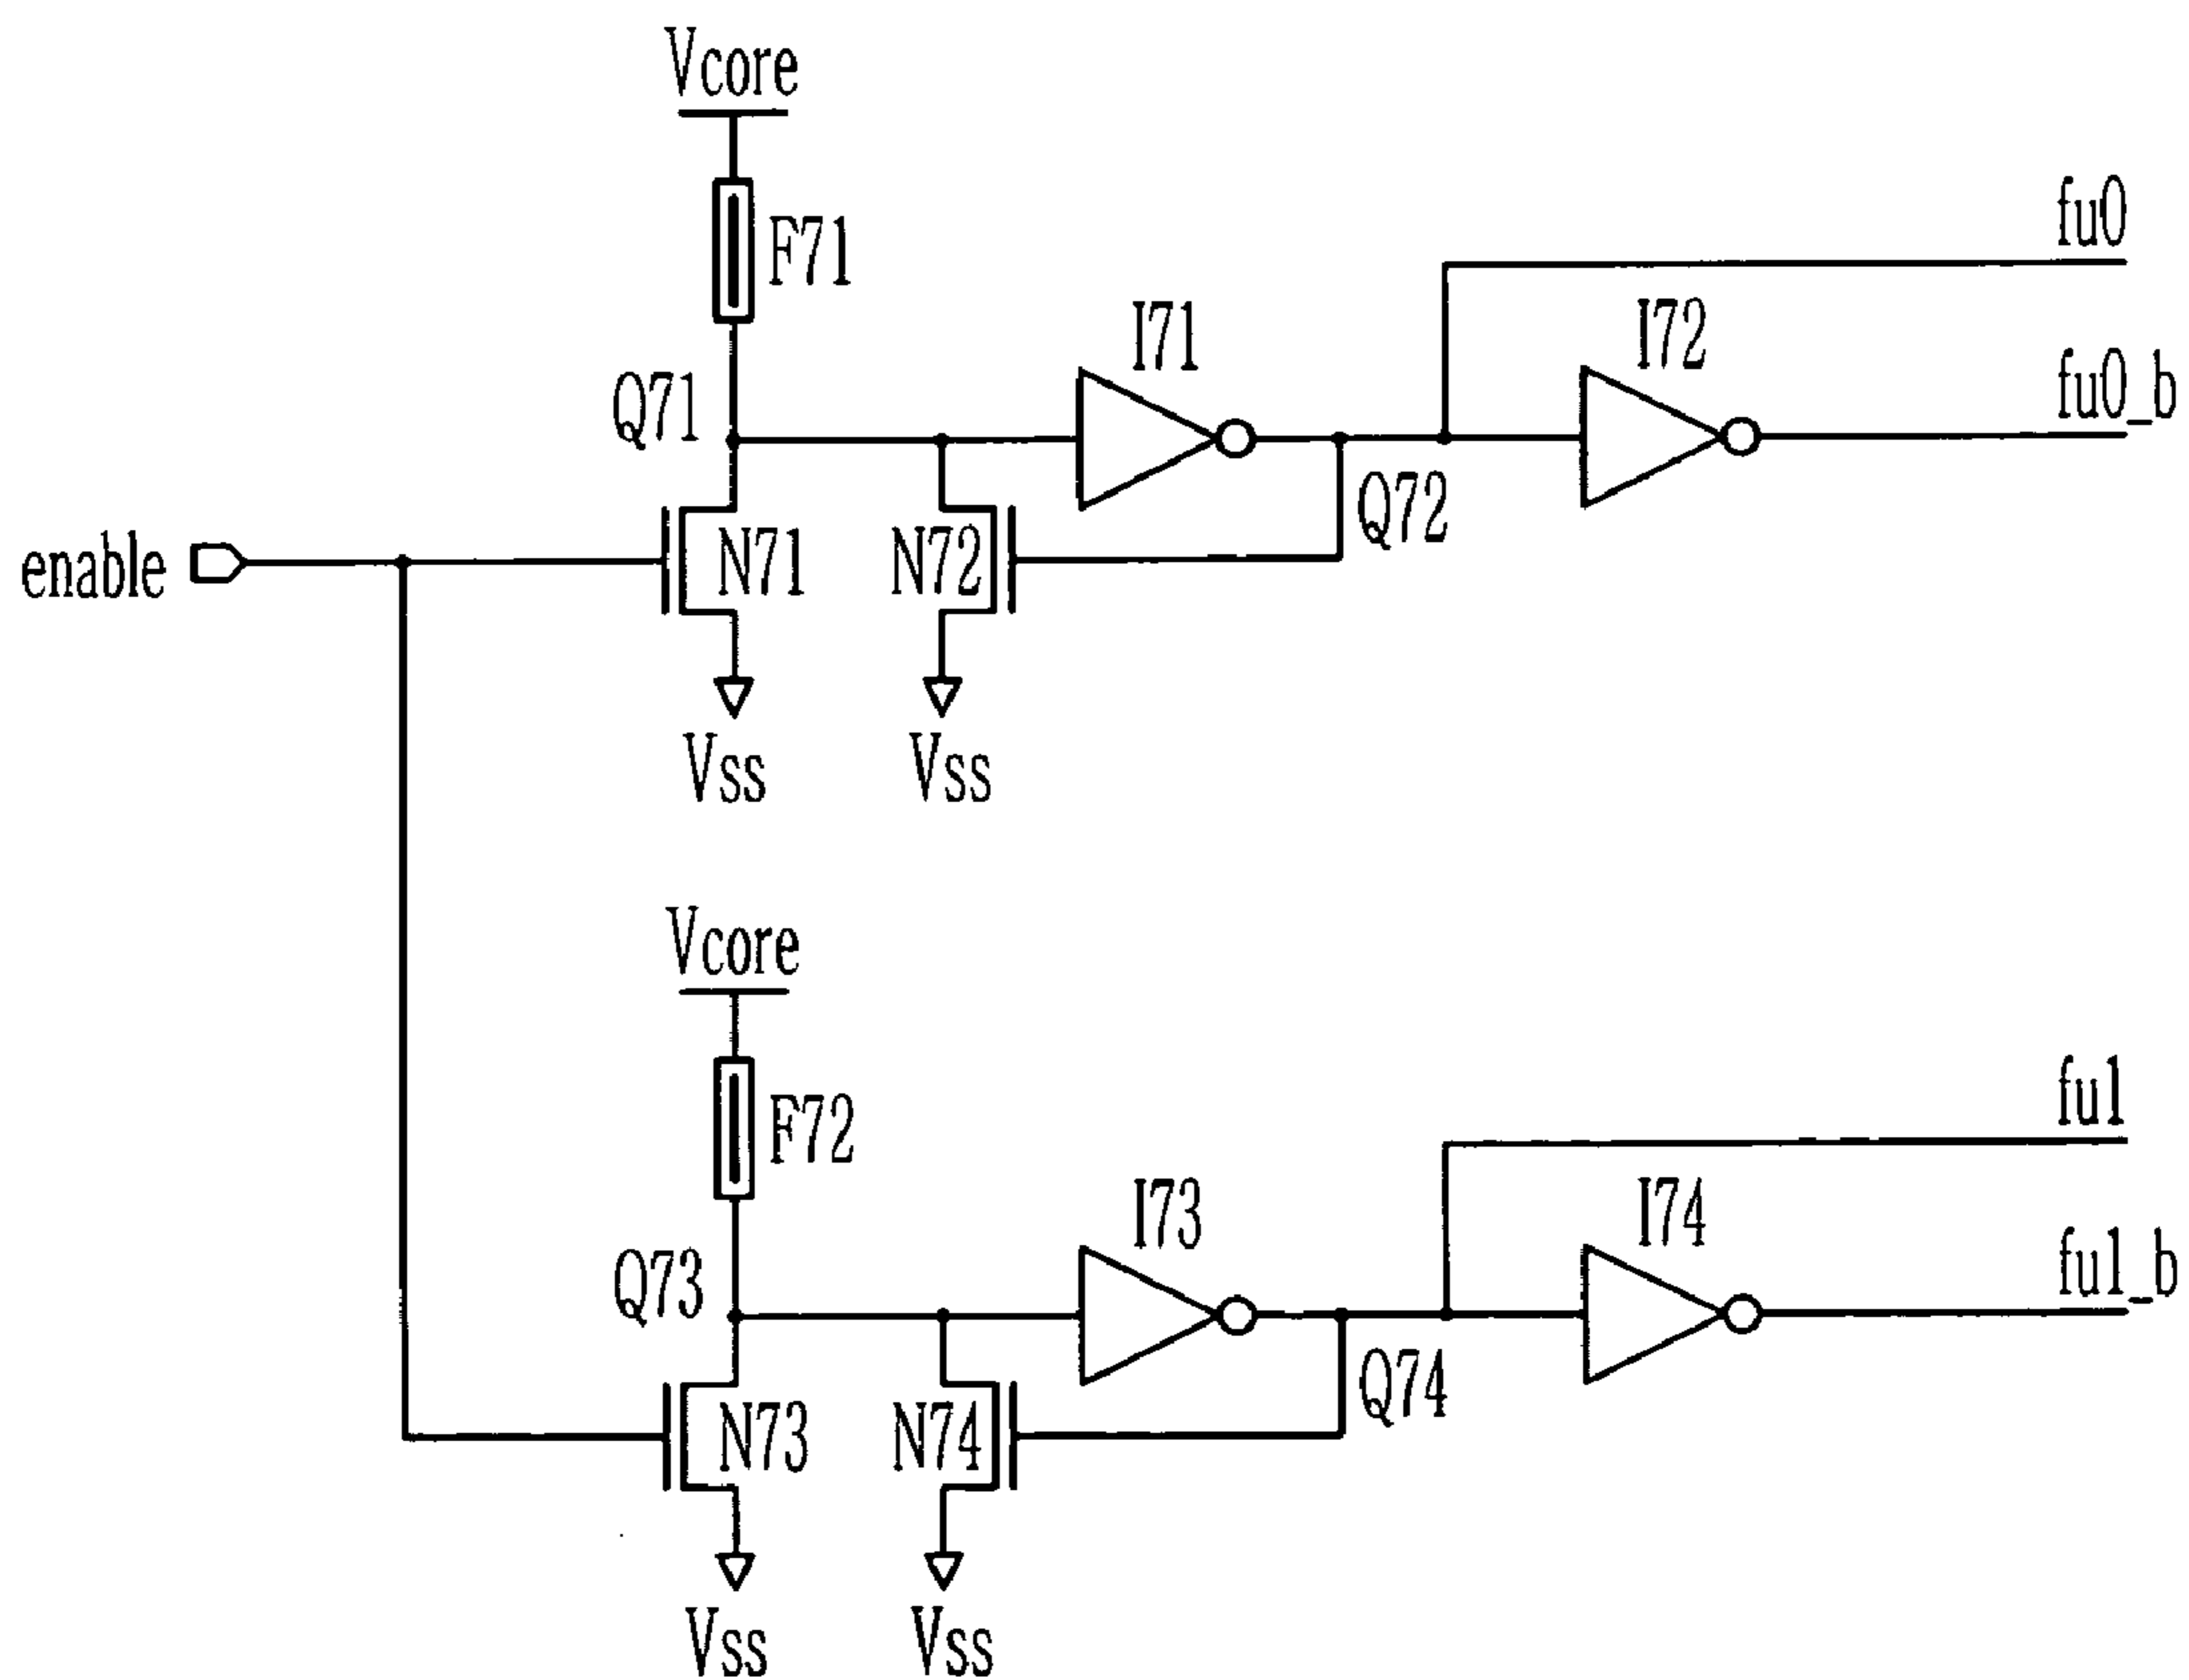 Vcore
F71
fu0
I71
I72
fu0_b
Q71
Q72
enable
N71
N72
Vss
Vss
Vcore
F72
fu1
I73
I74
fu1_b
Q73
Q74
N73
N74
Vss
Vss